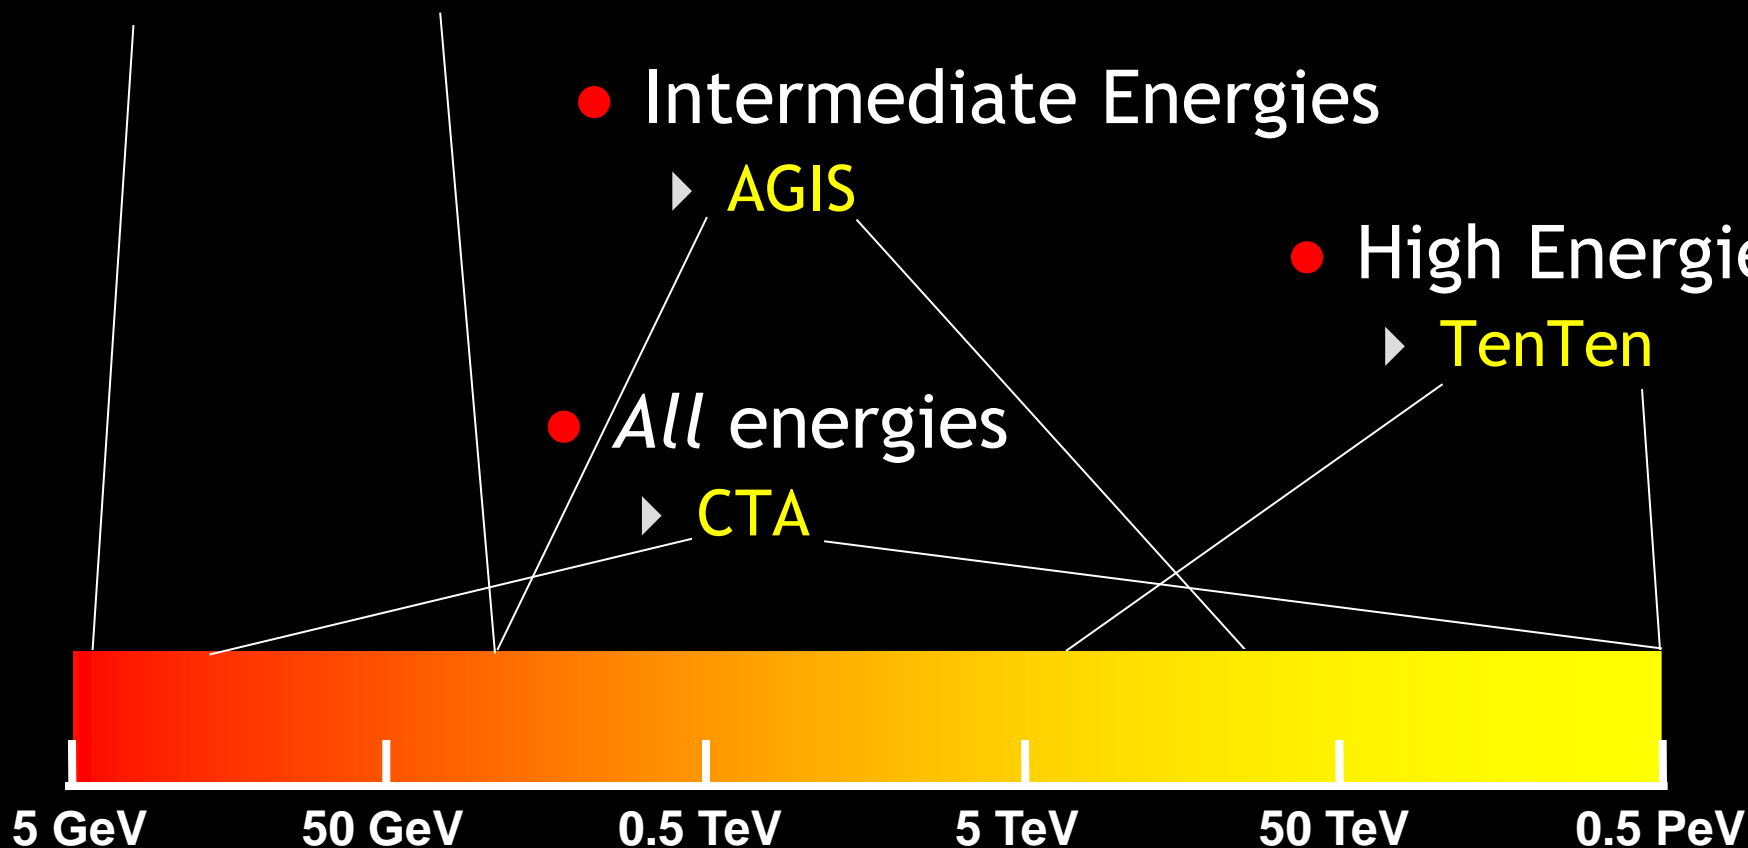 Intermediate Energies
AGIS
High Energie
TenTen
All energies
CTA
5 GeV 50 GeV 0.5 TeV 5 TeV 50 TeV 0.5 PeV